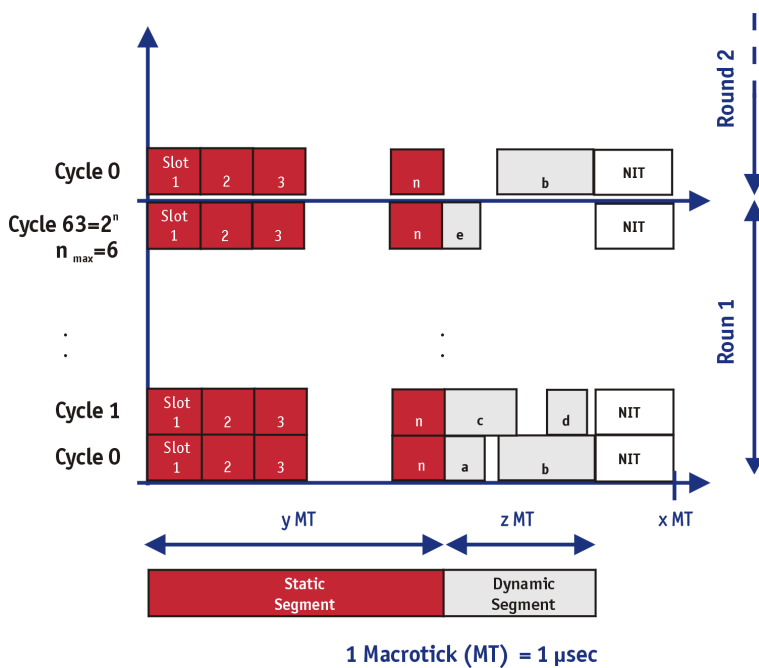 Round 2
Cycle 0
Slot
1 2 3 n b NIT
Cycle 63=2ⁿ
n max=6
Slot
1 2 3 n e NIT
.
.
.
.
Roun 1
Cycle 1
Slot
1 2 3 n c d NIT
Cycle 0
Slot
1 2 3 n a b NIT
y MT z MT x MT
Static
Segment
Dynamic
Segment
1 Macrotick (MT) = 1 µsec